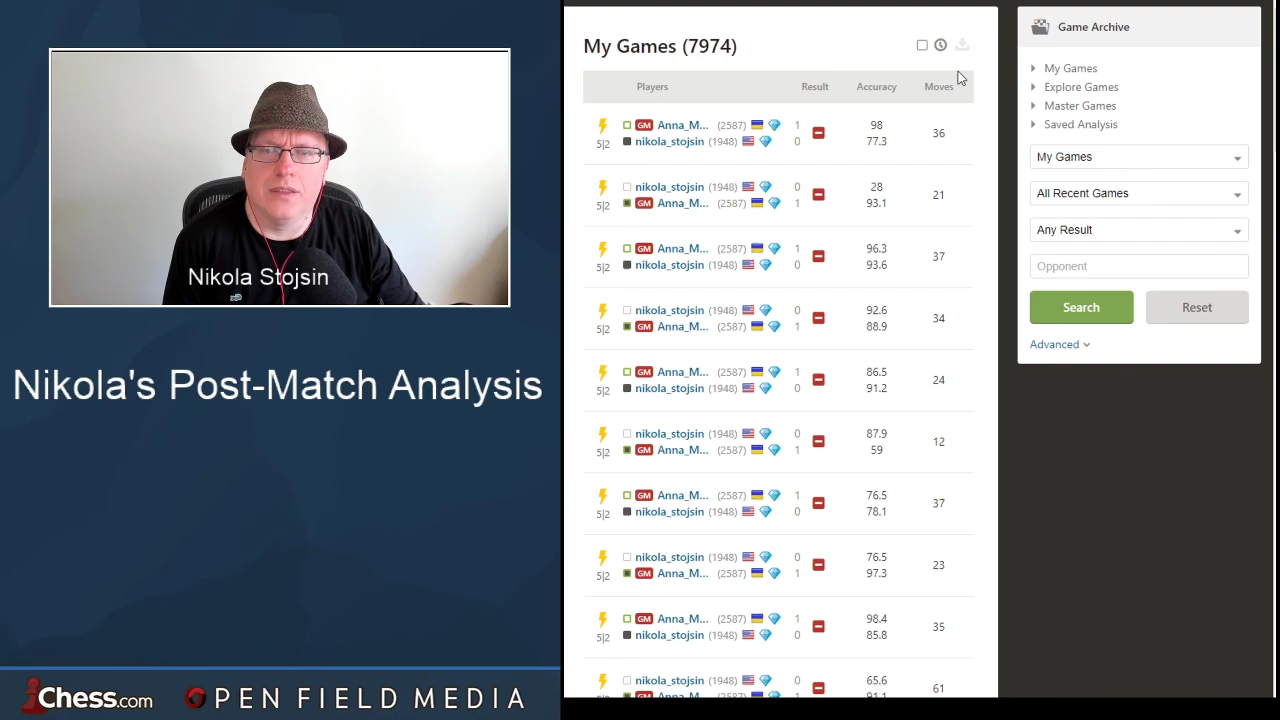 Nikola Stojsin
Nikola's Post-Match Analysis
Chess.com OPEN FIELD MEDIA
My Games (7974)
Players Result Accuracy Moves
GM Anna_M... (2587) 1 98 36
5|2 nikola_stojsin (1948) 0 77.3
nikola_stojsin (1948) 0 28 21
5|2 GM Anna_M... (2587) 1 93.1
GM Anna_M... (2587) 1 96.3 37
5|2 nikola_stojsin (1948) 0 93.6
nikola_stojsin (1948) 0 92.6 34
5|2 GM Anna_M... (2587) 1 88.9
GM Anna_M... (2587) 1 86.5 24
5|2 nikola_stojsin (1948) 0 91.2
nikola_stojsin (1948) 0 87.9 12
5|2 GM Anna_M... (2587) 1 59
GM Anna_M... (2587) 1 76.5 37
5|2 nikola_stojsin (1948) 0 78.1
nikola_stojsin (1948) 0 76.5 23
5|2 GM Anna_M... (2587) 1 97.3
GM Anna_M... (2587) 1 98.4 35
5|2 nikola_stojsin (1948) 0 85.8
nikola_stojsin (1948) 0 65.6 61
GM Anna_M... (2587) 1 91.1
Game Archive
My Games
Explore Games
Master Games
Saved Analysis
My Games
All Recent Games
Any Result
Opponent
Search Reset
Advanced